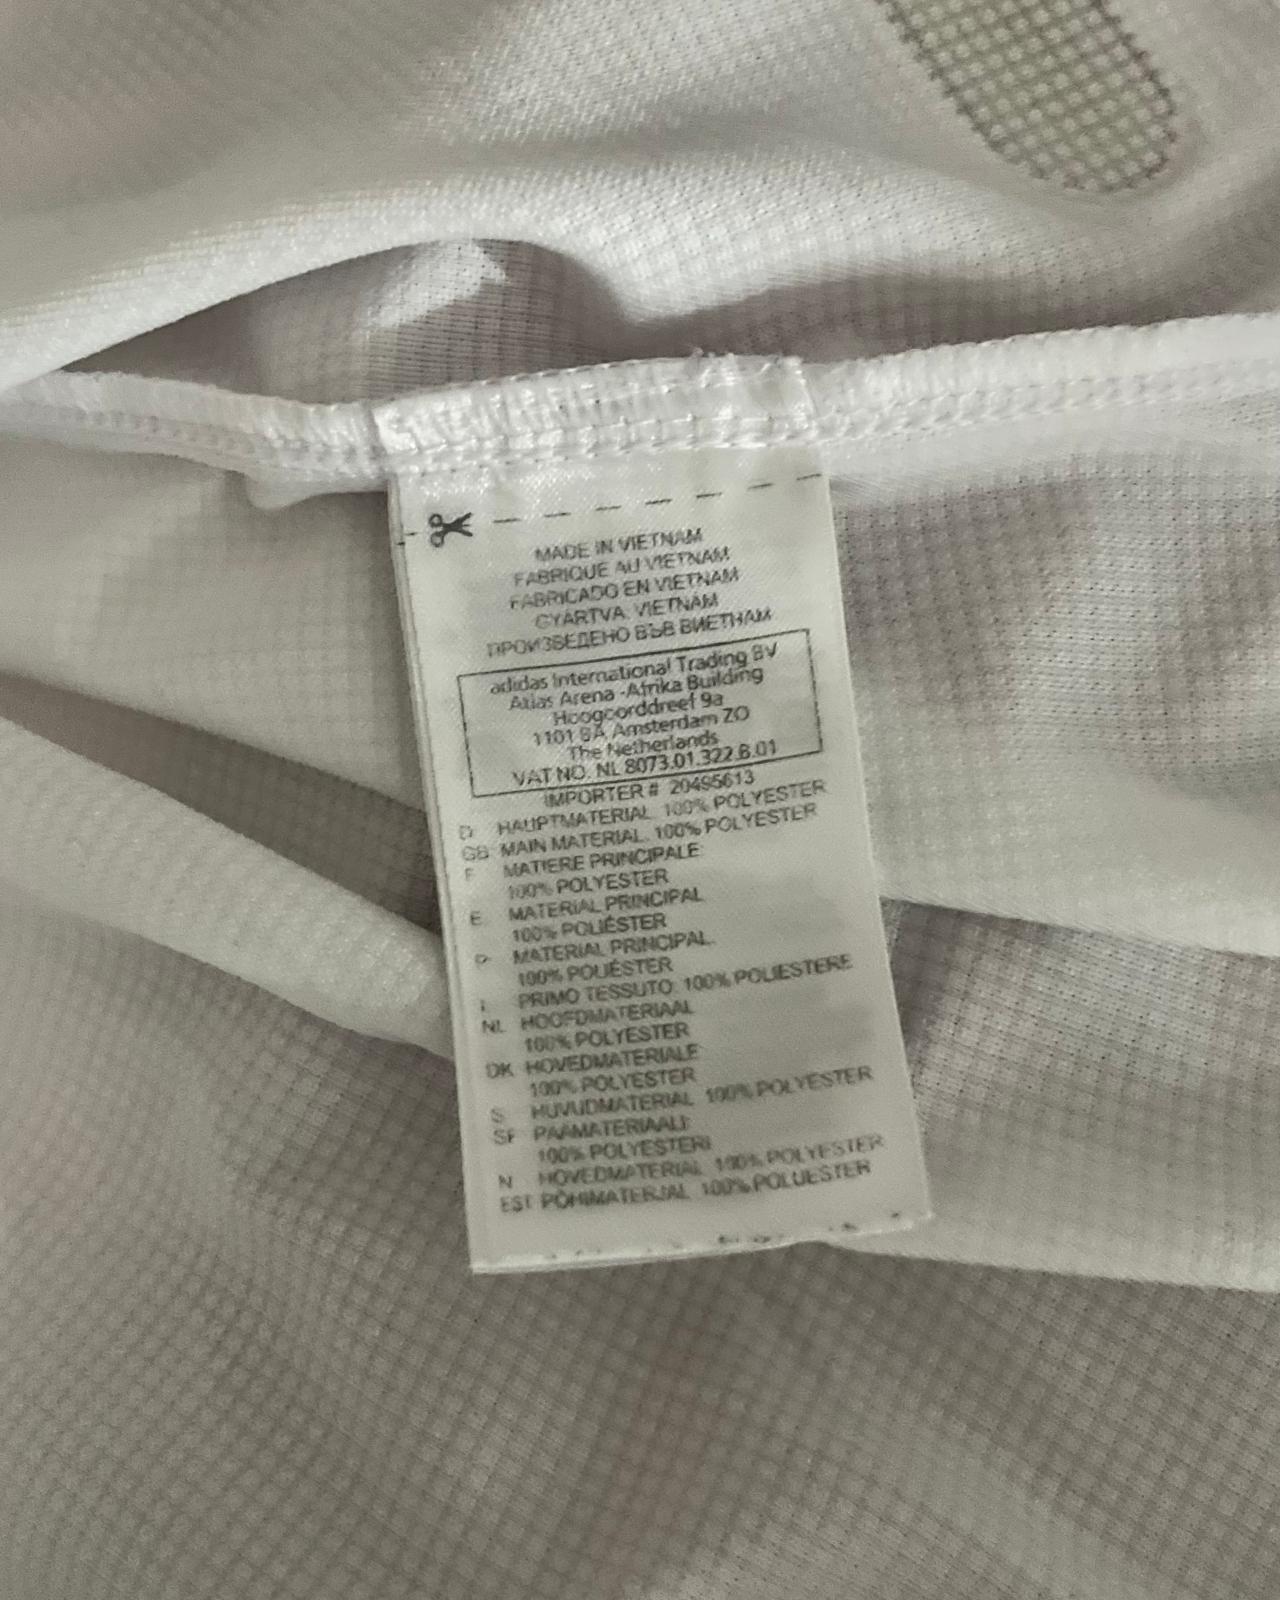 MADE IN VIETNAM
FABRIQUE AU VIETNAM
FABRICADO EN VIETNAM
GYÁRTVA: VIETNÁM
ПРОИЗВЕДЕНО ВЪВ ВИЕТНАМ
adidas International Trading BV
Atlas Arena -Afrika Building
Hoogoorddreef 9a
1101 BA Amsterdam ZO
The Netherlands
VAT NO. NL 8073.01.322.B.01
IMPORTER # 20495613
D HAUPTMATERIAL: 100% POLYESTER
GB MAIN MATERIAL: 100% POLYESTER
F MATIERE PRINCIPALE:
100% POLYESTER
E MATERIAL PRINCIPAL:
100% POLIÉSTER
P MATERIAL PRINCIPAL:
100% POLIÉSTER
I PRIMO TESSUTO: 100% POLIESTERE
NL HOOFDMATERIAAL:
100% POLYESTER
DK HOVEDMATERIALE:
100% POLYESTER
S HUVUDMATERIAL: 100% POLYESTER
SF PÄÄMATERIAALI:
100% POLYESTERI
N HOVEDMATERIAL: 100% POLYESTER
EST PÕHIMATERJAL: 100% POLÜESTER